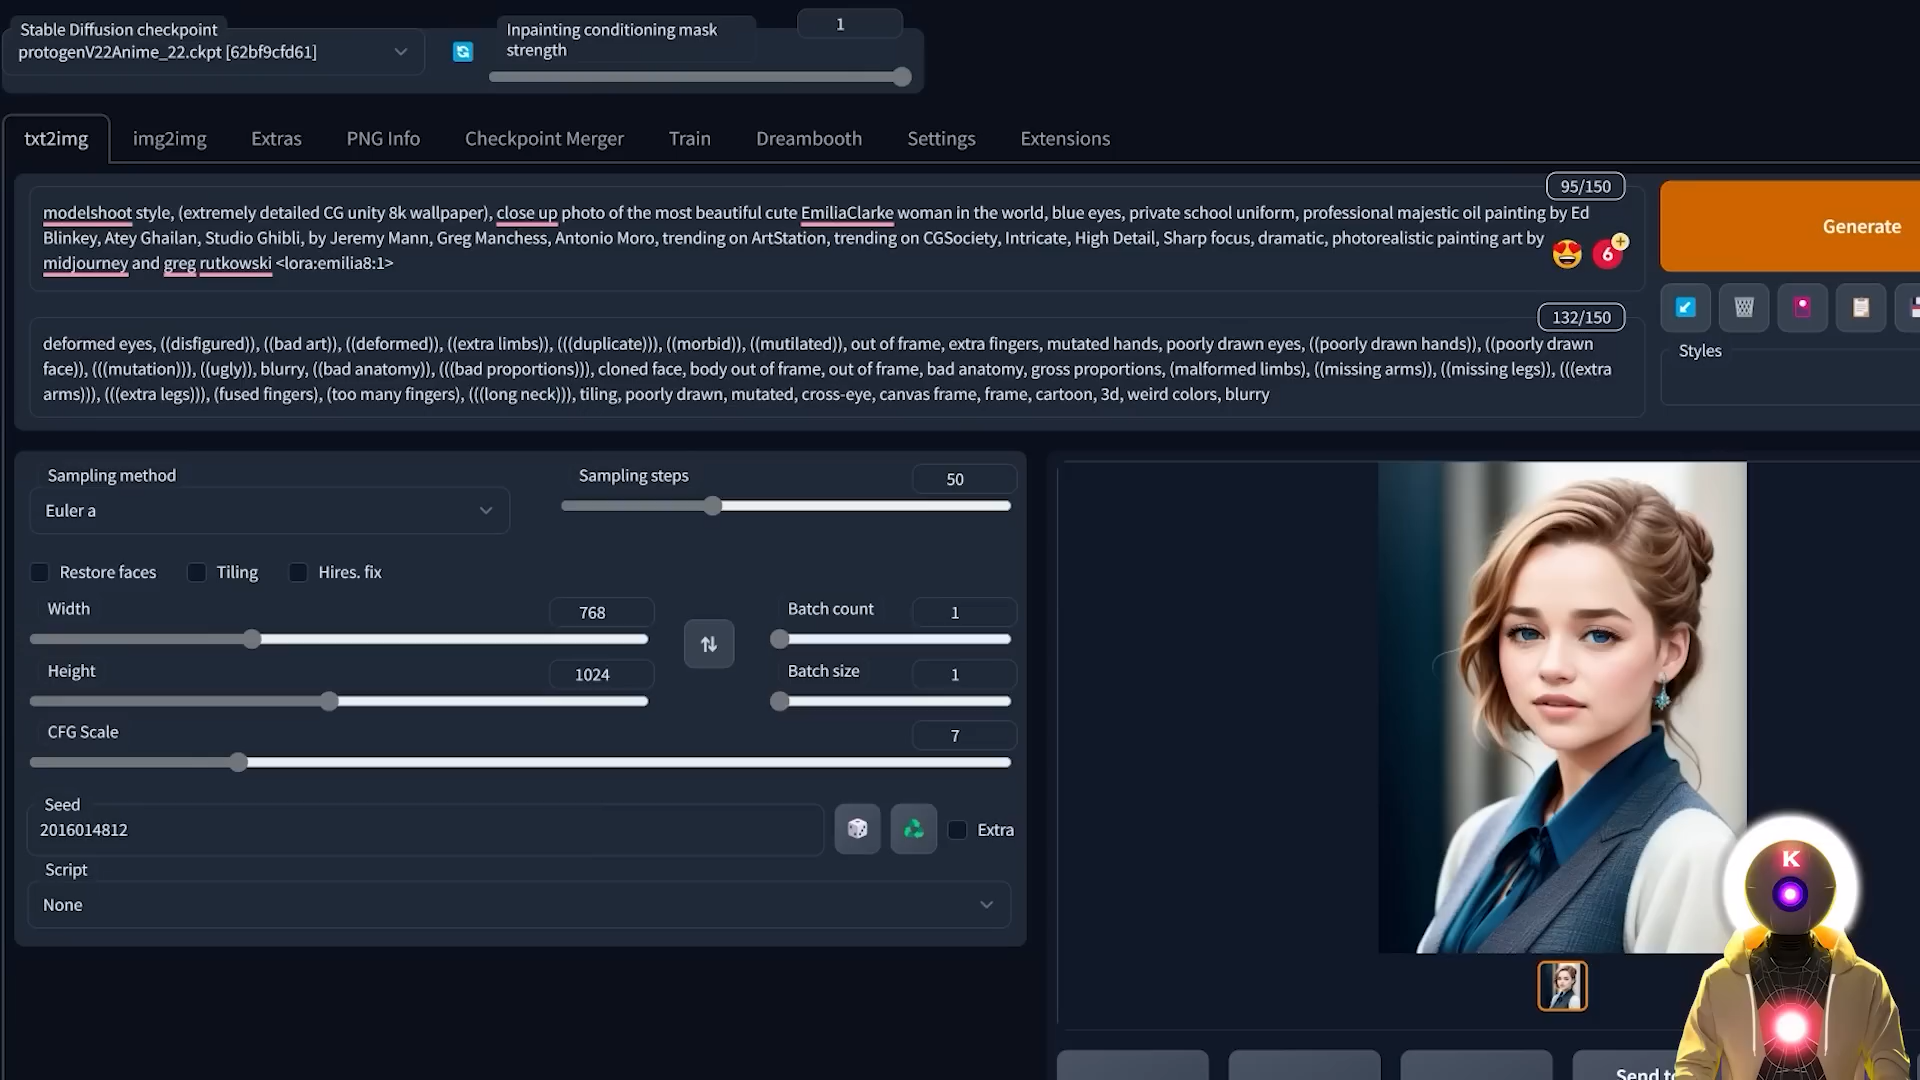 Stable Diffusion checkpoint
protogenV22Anime_22.ckpt [62bf9cfd61]
Inpainting conditioning mask
strength
1
txt2img
img2img
Extras
PNG Info
Checkpoint Merger
Train
Dreambooth
Settings
Extensions
95/150
modelshoot style, (extremely detailed CG unity 8k wallpaper), close up photo of the most beautiful cute EmiliaClarke woman in the world, blue eyes, private school uniform, professional majestic oil painting by Ed
Blinkey, Atey Ghailan, Studio Ghibli, by Jeremy Mann, Greg Manchess, Antonio Moro, trending on ArtStation, trending on CGSociety, Intricate, High Detail, Sharp focus, dramatic, photorealistic painting art by
midjourney and greg rutkowski <lora:emilia8:1>
6
Generate
132/150
deformed eyes, ((disfigured)), ((bad art)), ((deformed)), ((extra limbs)), (((duplicate))), ((morbid)), ((mutilated)), out of frame, extra fingers, mutated hands, poorly drawn eyes, ((poorly drawn hands)), ((poorly drawn
face)), (((mutation))), ((ugly)), blurry, ((bad anatomy)), (((bad proportions))), cloned face, body out of frame, out of frame, bad anatomy, gross proportions, (malformed limbs), ((missing arms)), ((missing legs)), (((extra
arms))), (((extra legs))), (fused fingers), (too many fingers), (((long neck))), tiling, poorly drawn, mutated, cross-eye, canvas frame, frame, cartoon, 3d, weird colors, blurry
Styles
Sampling method
Euler a
Sampling steps
50
Restore faces
Tiling
Hires. fix
Width
768
Batch count
1
Height
1024
Batch size
1
CFG Scale
7
Seed
2016014812
Extra
Script
None
K
Send to